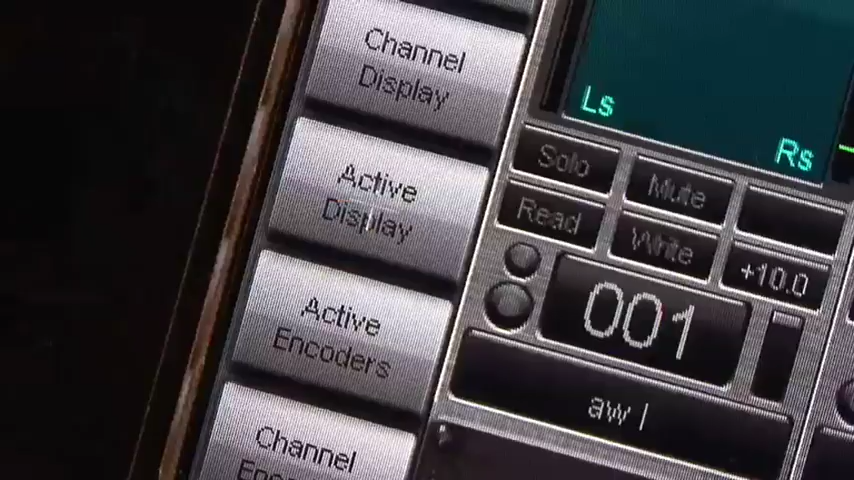 Channel
Display
Active
Display
Active
Encoders
Channel
Ls
Rs
Solo
Mute
Read
Write
+10.0
001
aw l